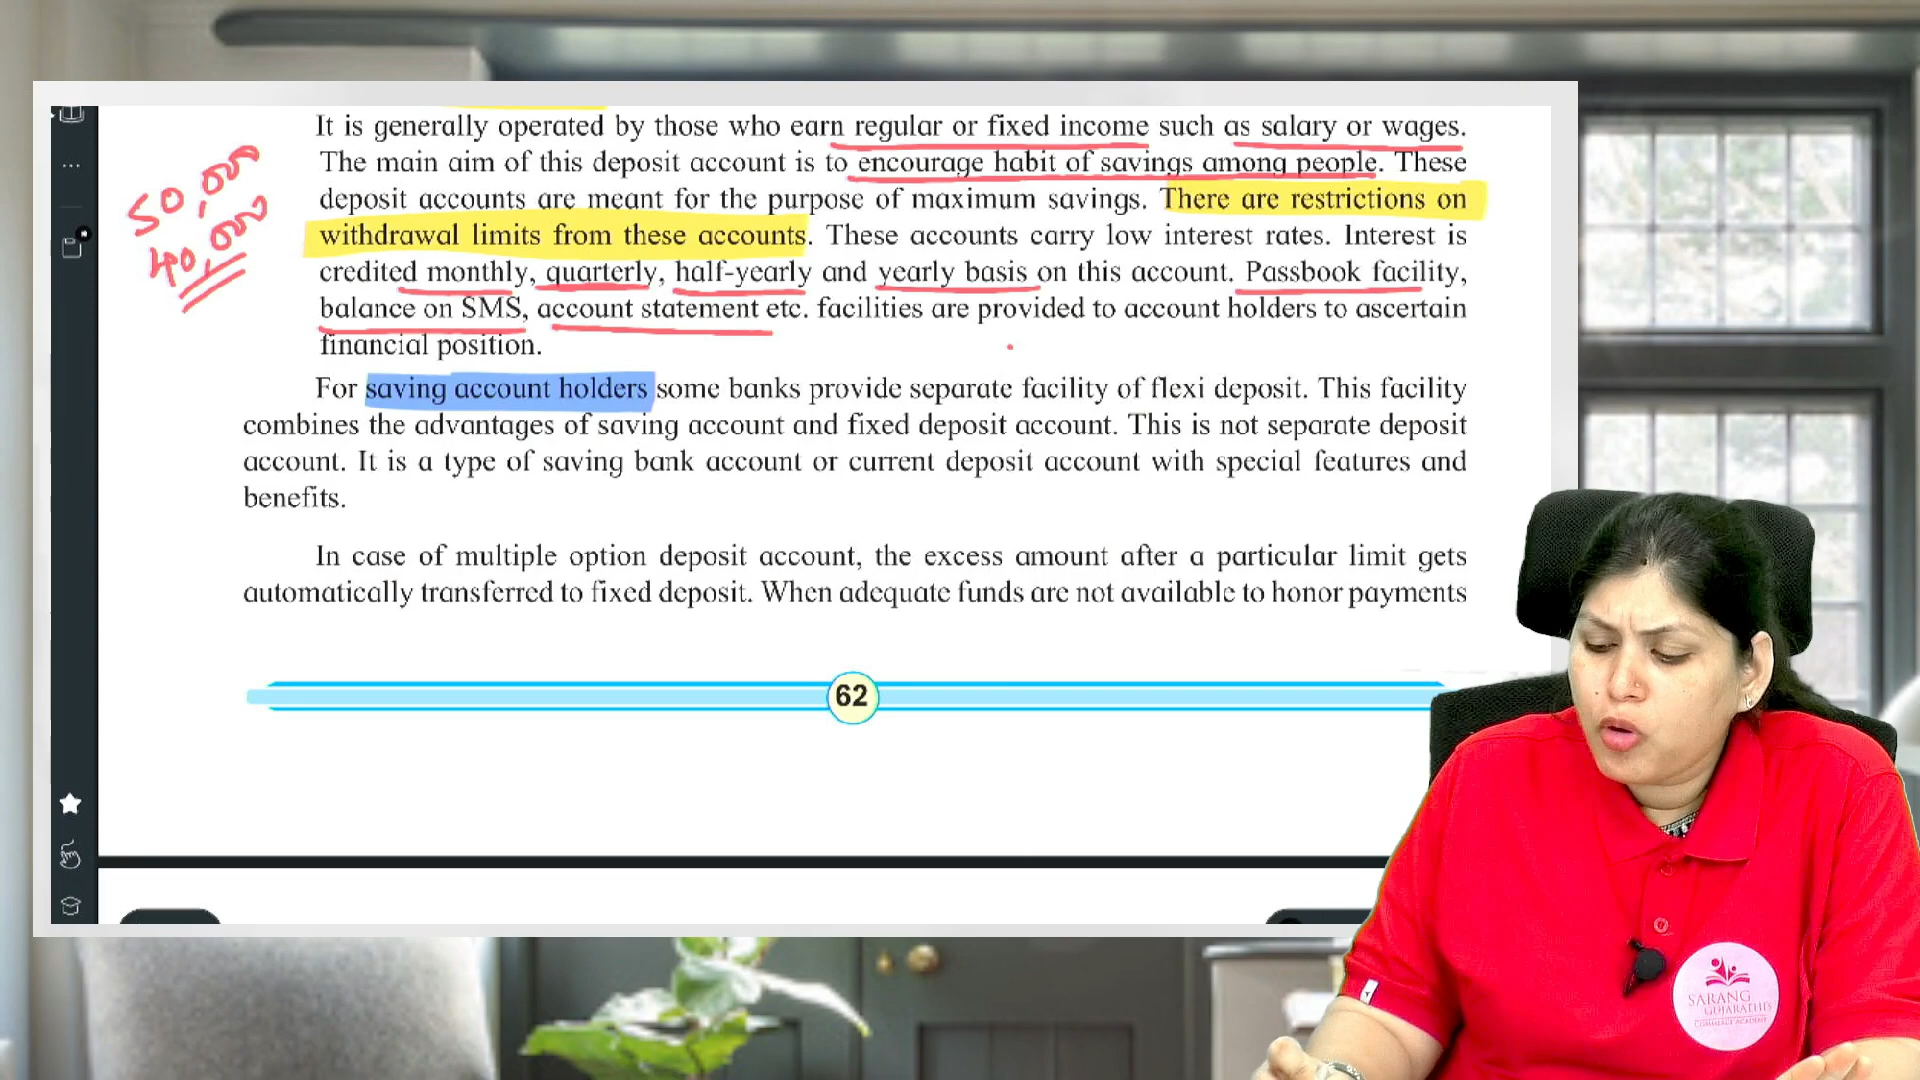 It is generally operated by those who earn regular or fixed income such as salary or wages.
The main aim of this deposit account is to encourage habit of savings among people. These
deposit accounts are meant for the purpose of maximum savings. There are restrictions on
withdrawal limits from these accounts. These accounts carry low interest rates. Interest is
credited monthly, quarterly, half-yearly and yearly basis on this account. Passbook facility,
balance on SMS, account statement etc. facilities are provided to account holders to ascertain
financial position.
50,000
40,000
For saving account holders some banks provide separate facility of flexi deposit. This facility
combines the advantages of saving account and fixed deposit account. This is not separate deposit
account. It is a type of saving bank account or current deposit account with special features and
benefits.
In case of multiple option deposit account, the excess amount after a particular limit gets
automatically transferred to fixed deposit. When adequate funds are not available to honor payments
62
SARANG
GUJARATHI'S
COMMERCE ACADEMY